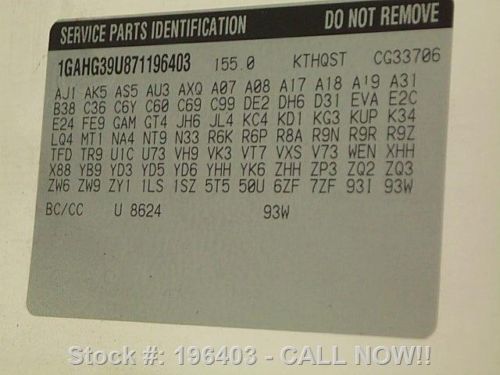 SERVICE PARTS IDENTIFICATION DO NOT REMOVE
1GAHG39U871196403 155.0 KTHQST CG33706
AJ1 AK5 AS5 AU3 AXQ A07 A08 A17 A18 A19 A31
B38 C36 C6Y C60 C69 C99 DE2 DH6 D31 EVA E2C
E24 FE9 GAM GT4 JH6 JL4 KC4 KD1 KG3 KUP K34
LQ4 MT1 NA4 NT9 N33 R6K R6P R8A R9N R9R R9Z
TFD TR9 U1C U73 VH9 VK3 VT7 VXS V73 WEN XHH
X88 YB9 YD3 YD5 YD6 YHH YK6 ZHH ZP3 ZQ2 ZQ3
ZW6 ZW9 ZY1 1LS 1SZ 5T5 50U 6ZF 7ZF 93I 93W
BC/CC U 8624 93W
Stock #: 196403 - CALL NOW!!